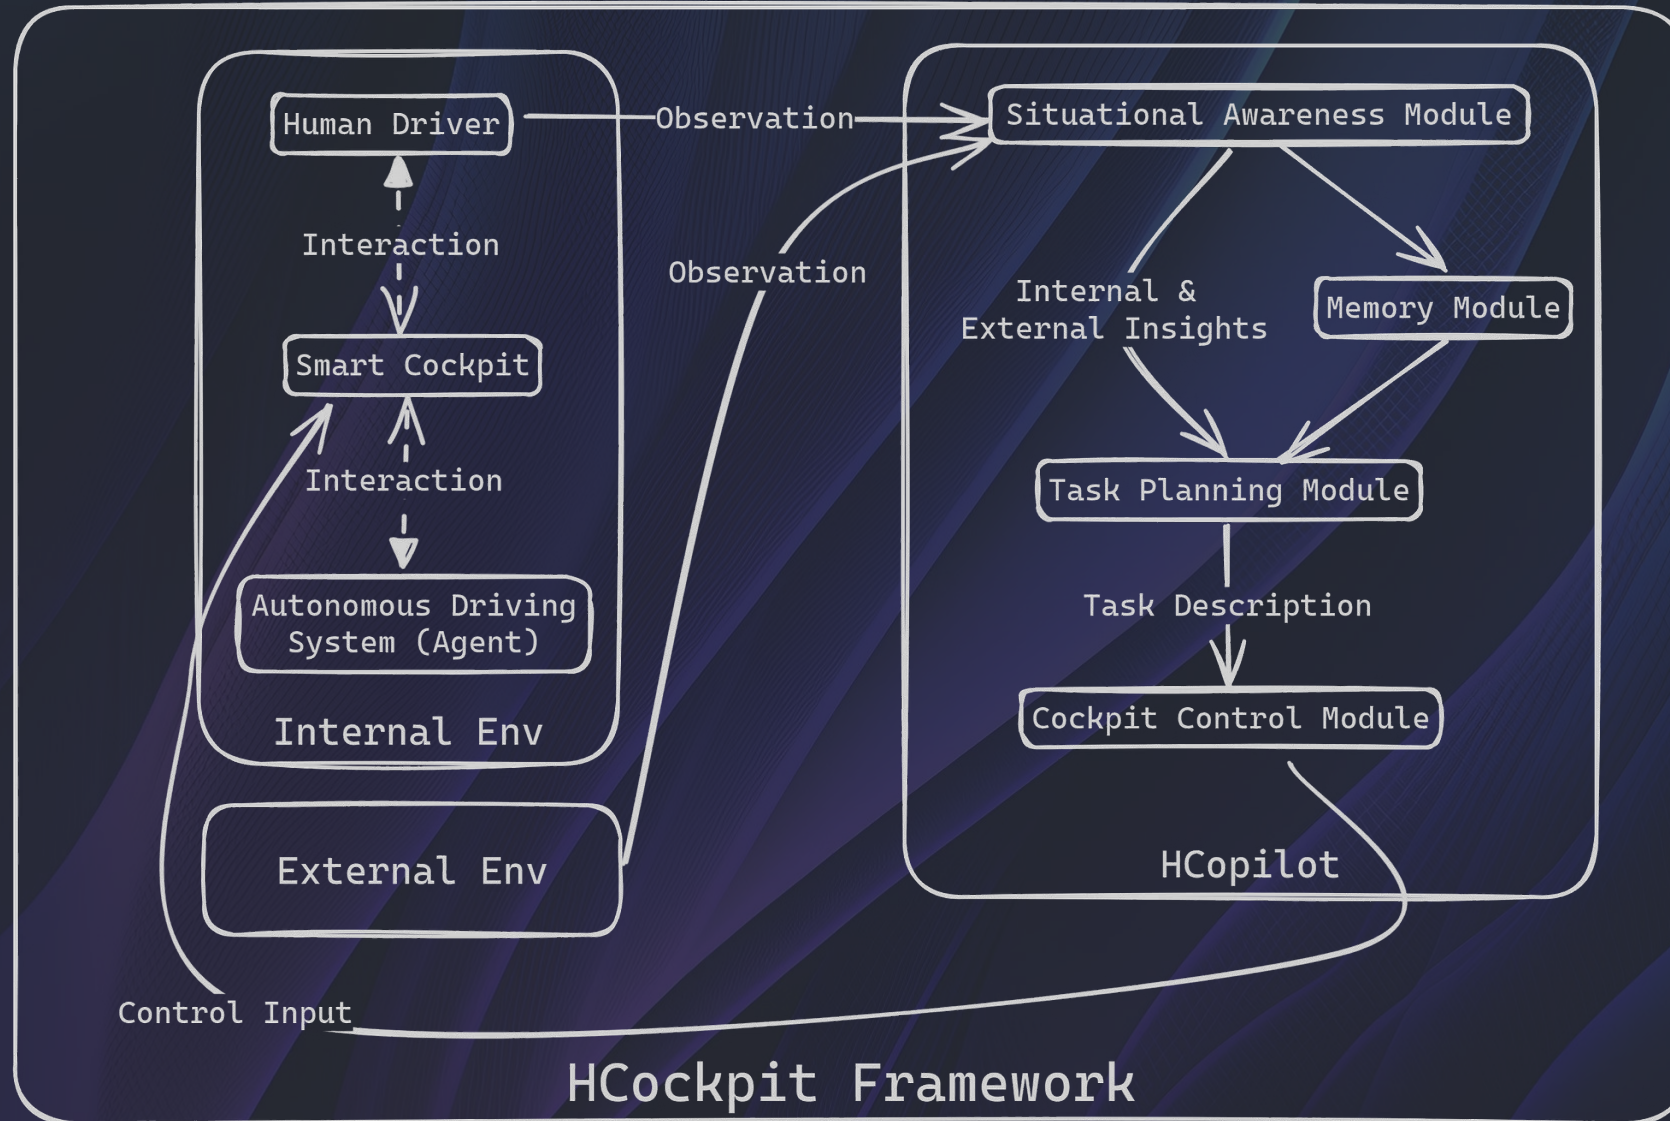 Human Driver
Observation
Situational Awareness Module
Interaction
Observation
Internal &
External Insights
Memory Module
Smart Cockpit
Interaction
Task Planning Module
Autonomous Driving
System (Agent)
Task Description
Internal Env
Cockpit Control Module
External Env
HCopilot
Control Input
HCockpit Framework